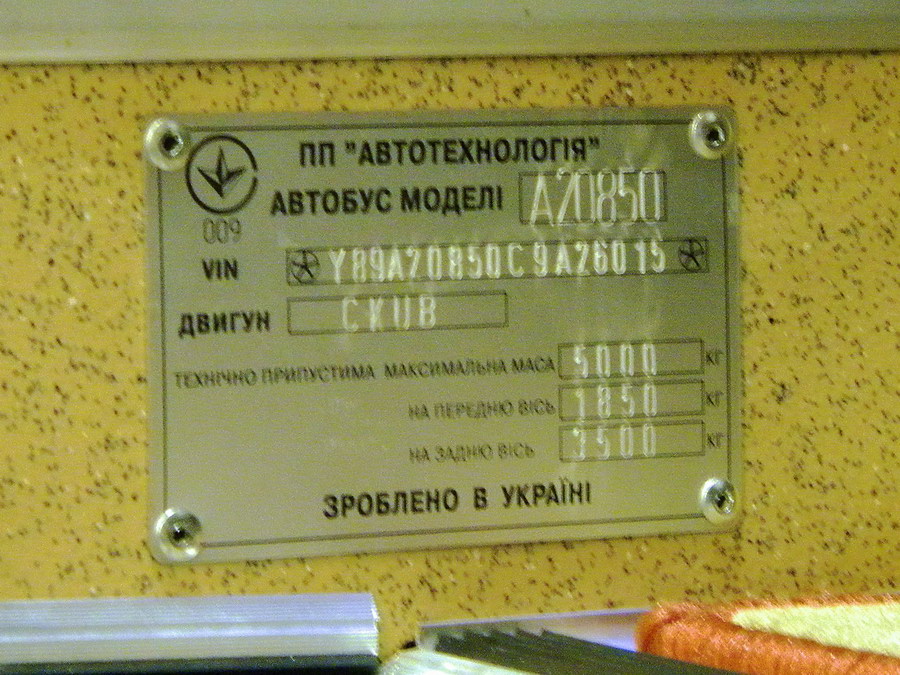 ПП "АВТОТЕХНОЛОГІЯ"
АВТОБУС МОДЕЛІ A20850
009
VIN Y89A20850C9A26015
ДВИГУН CKUB
ТЕХНІЧНО ПРИПУСТИМА МАКСИМАЛЬНА МАСА 5000 КГ
НА ПЕРЕДНЮ ВІСЬ 1850 КГ
НА ЗАДНЮ ВІСЬ 3500 КГ
ЗРОБЛЕНО В УКРАЇНІ